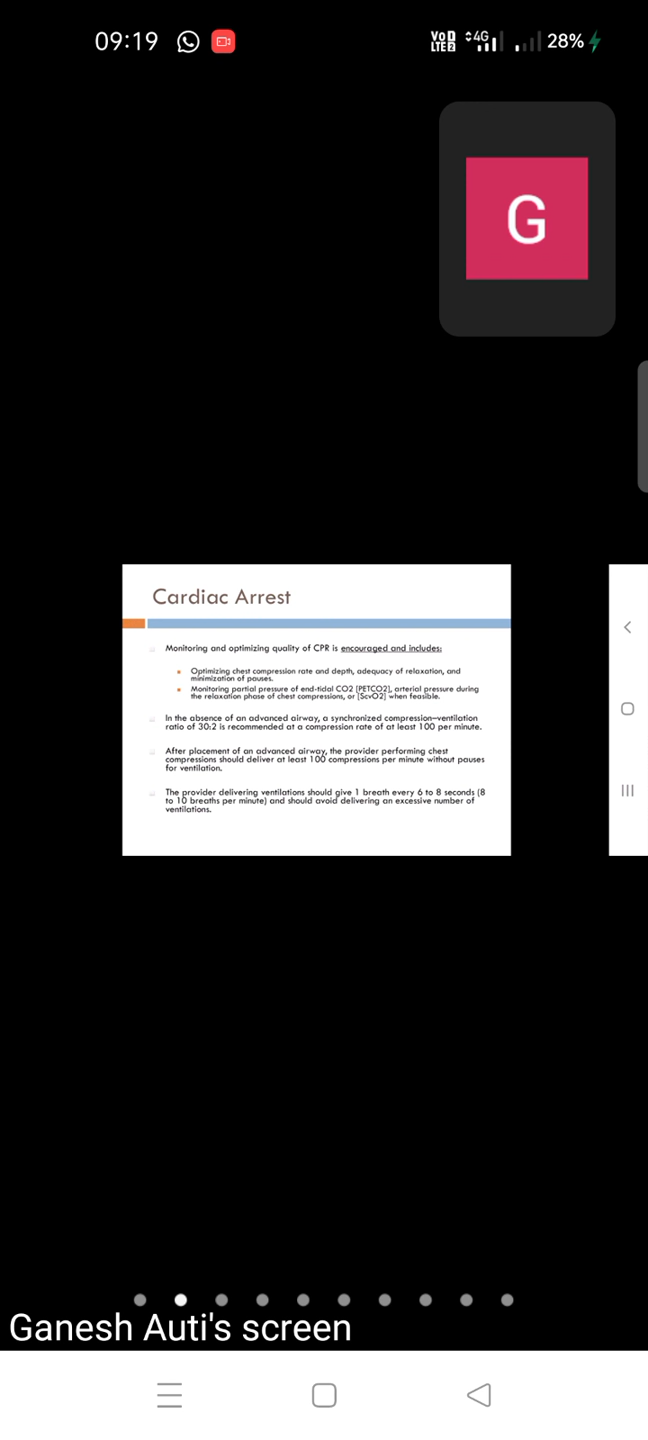 09:19
Vo 1
LTE 2
4G
28%
G
Cardiac Arrest
Monitoring and optimizing quality of CPR is encouraged and includes:
Optimizing chest compression rate and depth, adequacy of relaxation, and
minimization of pauses.
Monitoring partial pressure of end-tidal CO2 [PETCO2], arterial pressure during
the relaxation phase of chest compressions, or [ScvO2] when feasible.
In the absence of an advanced airway, a synchronized compression–ventilation
ratio of 30:2 is recommended at a compression rate of at least 100 per minute.
After placement of an advanced airway, the provider performing chest
compressions should deliver at least 100 compressions per minute without pauses
for ventilation.
The provider delivering ventilations should give 1 breath every 6 to 8 seconds (8
to 10 breaths per minute) and should avoid delivering an excessive number of
ventilations.
Ganesh Auti's screen